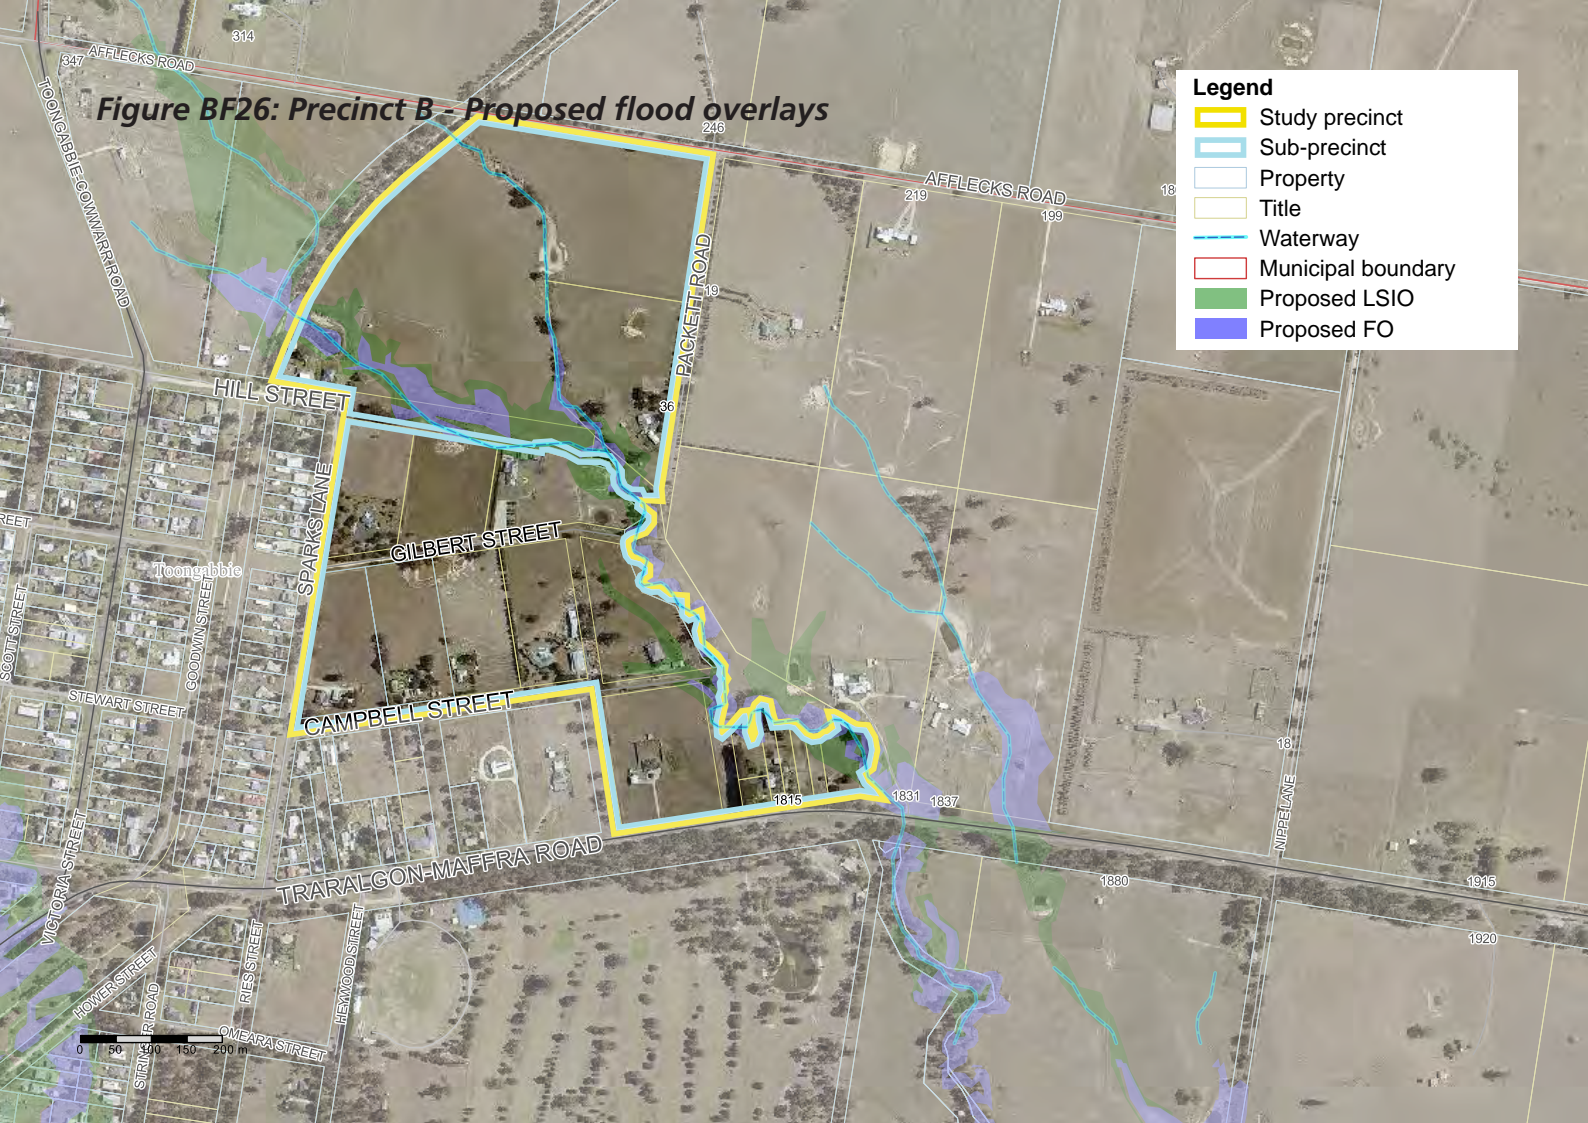 Figure BF26: Precinct B - Proposed flood overlays
Legend
Study precinct
Sub-precinct
Property
Title
Waterway
Municipal boundary
Proposed LSIO
Proposed FO
314
347
AFFLECKS ROAD
246
AFFLECKS ROAD
219
199
18
TOONGABBIE-COWWARR ROAD
PACKETT ROAD
19
36
HILL STREET
SPARKS LANE
GILBERT STREET
REET
Toongabbie
SCOTT STREET
GOODWIN STREET
STEWART STREET
CAMPBELL STREET
1815
1831
1837
18
NIPPE LANE
VICTORIA STREET
TRARALGON-MAFFRA ROAD
1880
1915
1920
HOWER STREET
RIES STREET
HEYWOOD STREET
OMEARA STREET
0 50 100 150 200 m